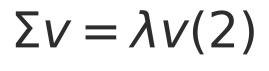 Σv = λv(2)